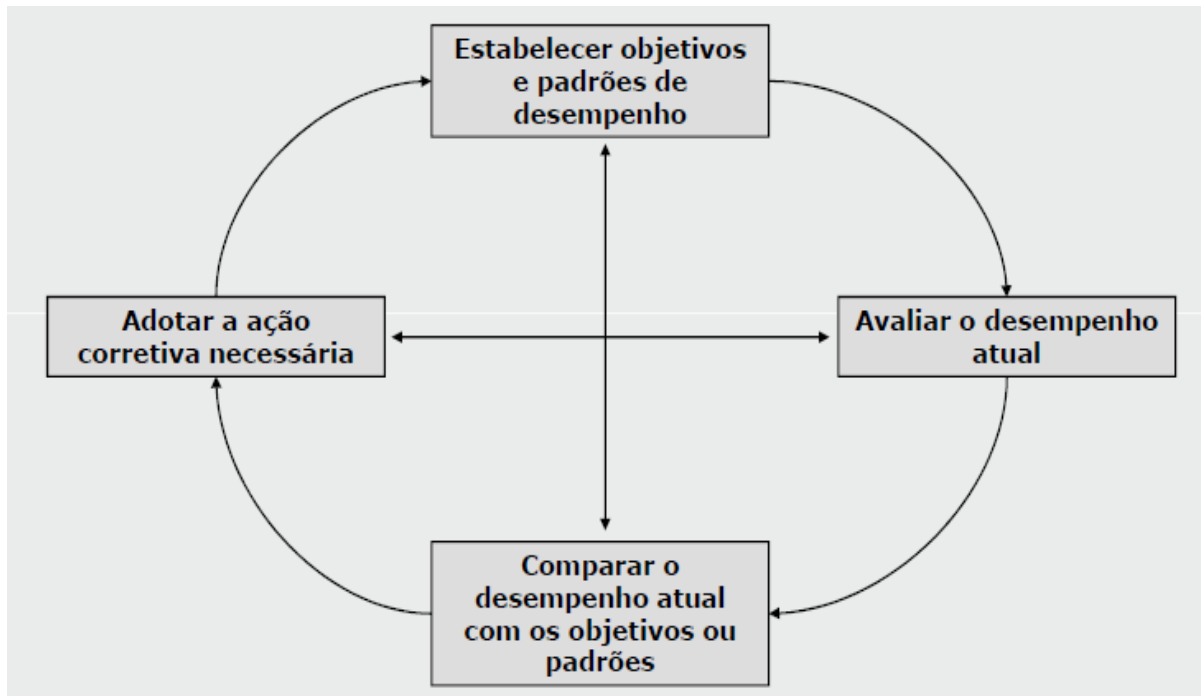 Estabelecer objetivos
e padrões de
desempenho
Adotar a ação
corretiva necessária
Avaliar o desempenho
atual
Comparar o
desempenho atual
com os objetivos ou
padrões